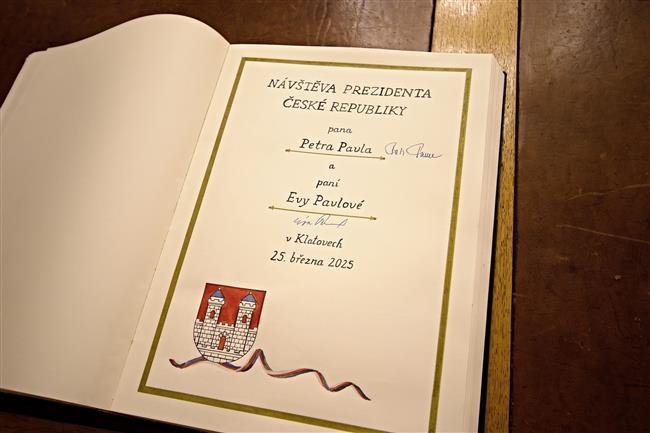 NÁVŠTĚVA PREZIDENTA
ČESKÉ REPUBLIKY
pana
Petra Pavla
a
paní
Evy Pavlové
v Klatovech
25. března 2025